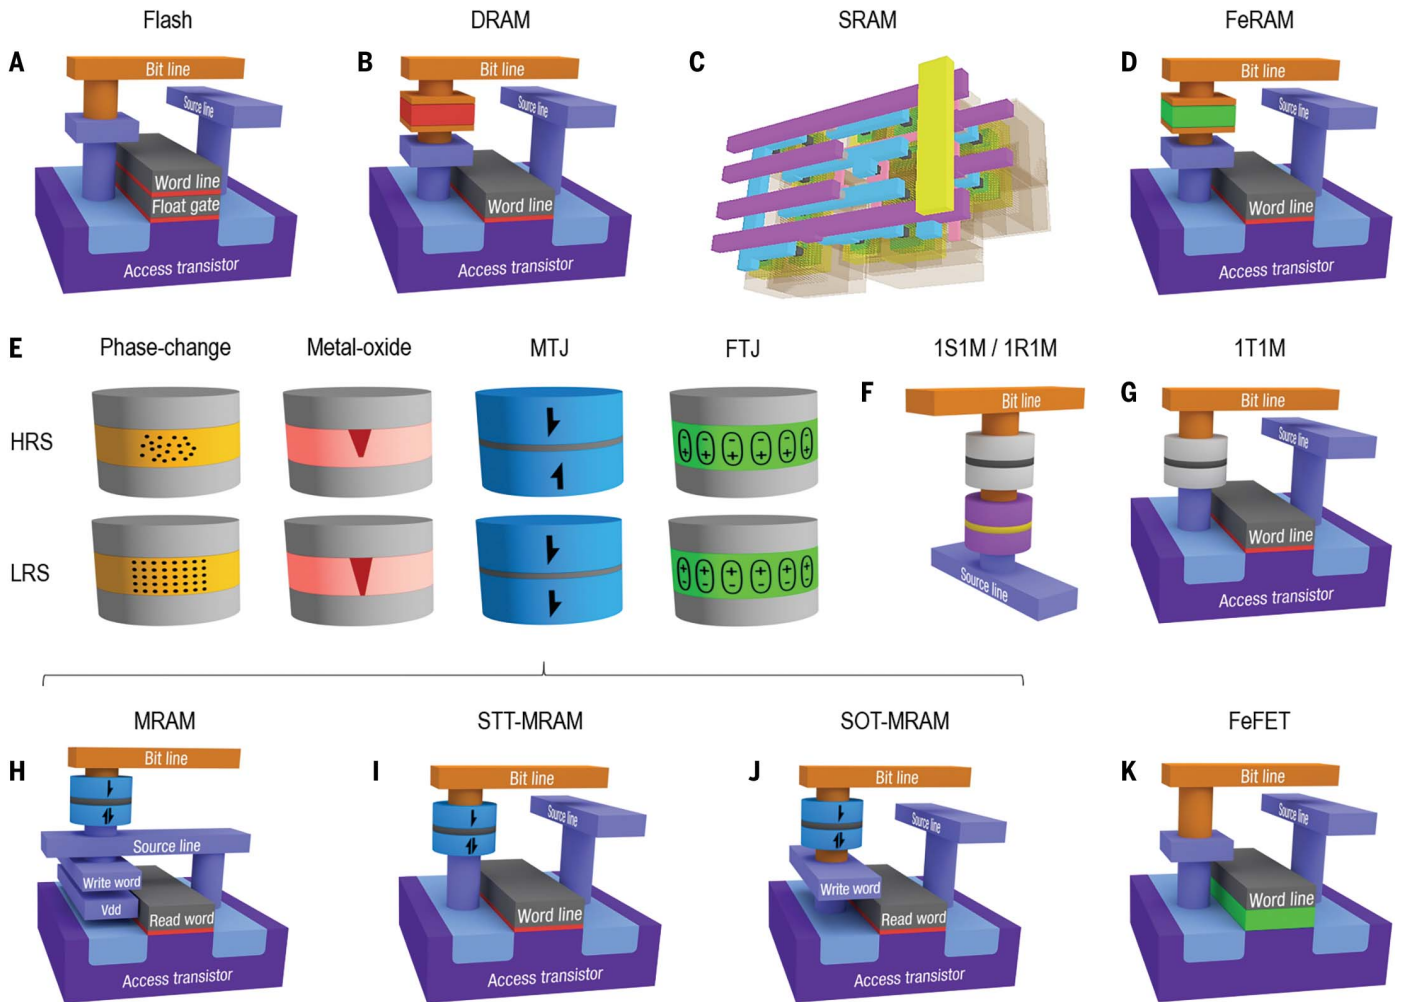 Flash
DRAM
SRAM
FeRAM
A
Bit line
Source line
Word line
Float gate
Access transistor
B
Bit line
Source line
Word line
Access transistor
C
D
Bit line
Source line
Word line
Access transistor
E
Phase-change
Metal-oxide
MTJ
FTJ
HRS
LRS
1S1M / 1R1M
F
Bit line
Source line
1T1M
G
Bit line
Source line
Word line
Access transistor
MRAM
STT-MRAM
SOT-MRAM
FeFET
H
Bit line
Source line
Write word
Vdd
Read word
Access transistor
I
Bit line
Source line
Word line
Access transistor
J
Bit line
Source line
Write word
Read word
Access transistor
K
Bit line
Source line
Word line
Access transistor